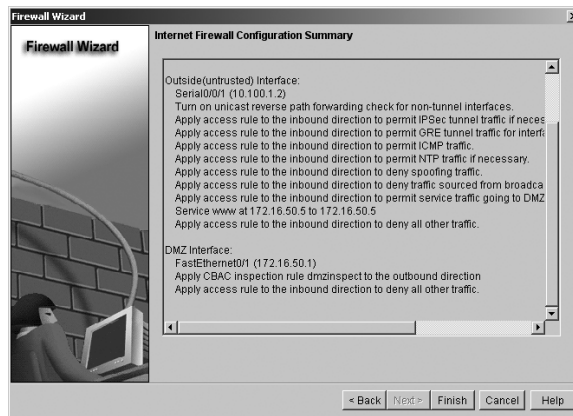 Firewall Wizard
Firewall Wizard
Internet Firewall Configuration Summary
Outside(untrusted) Interface:
Serial0/0/1 (10.100.1.2)
Turn on unicast reverse path forwarding check for non-tunnel interfaces.
Apply access rule to the inbound direction to permit IPSec tunnel traffic if neces
Apply access rule to the inbound direction to permit GRE tunnel traffic for interfa
Apply access rule to the inbound direction to permit ICMP traffic.
Apply access rule to the inbound direction to permit NTP traffic if necessary.
Apply access rule to the inbound direction to deny spoofing traffic.
Apply access rule to the inbound direction to deny traffic sourced from broadca
Apply access rule to the inbound direction to permit service traffic going to DMZ
Service www at 172.16.50.5 to 172.16.50.5
Apply access rule to the inbound direction to deny all other traffic.
DMZ Interface:
FastEthernet0/1 (172.16.50.1)
Apply CBAC inspection rule dmzinspect to the outbound direction
Apply access rule to the inbound direction to deny all other traffic.
< Back Next > Finish Cancel Help